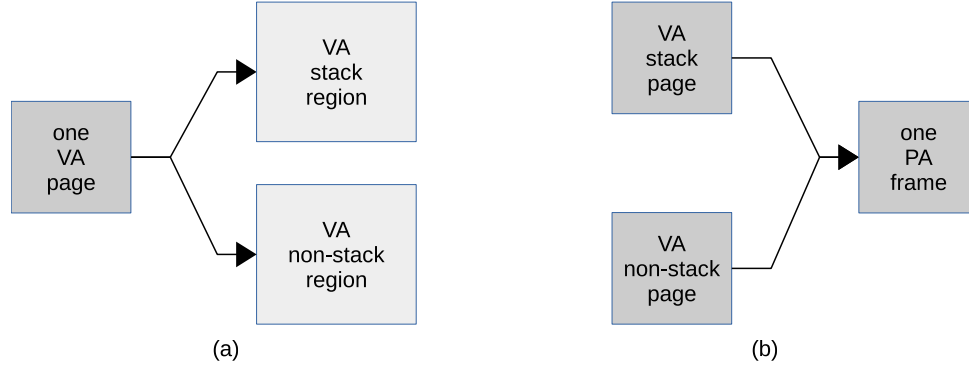 one
VA
page
VA
stack
region
VA
non-stack
region
(a)
VA
stack
page
VA
non-stack
page
one
PA
frame
(b)